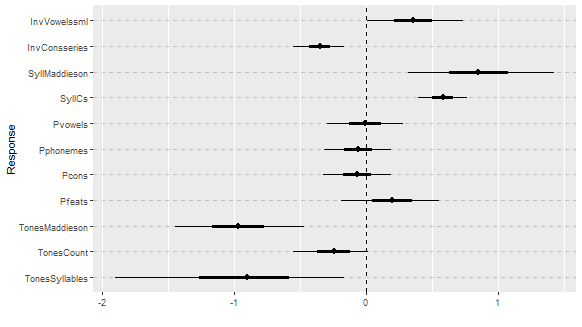 InvVowelssml
InvConsseries
SyllMaddieson
SyllCs
Pvowels
Pphonemes
Pcons
Pfeats
TonesMaddieson
TonesCount
TonesSyllables
Response
-2 -1 0 1